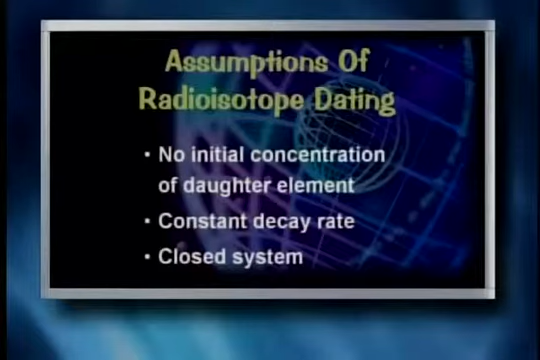 Assumptions Of
Radioisotope Dating
• No initial concentration
of daughter element
• Constant decay rate
• Closed system